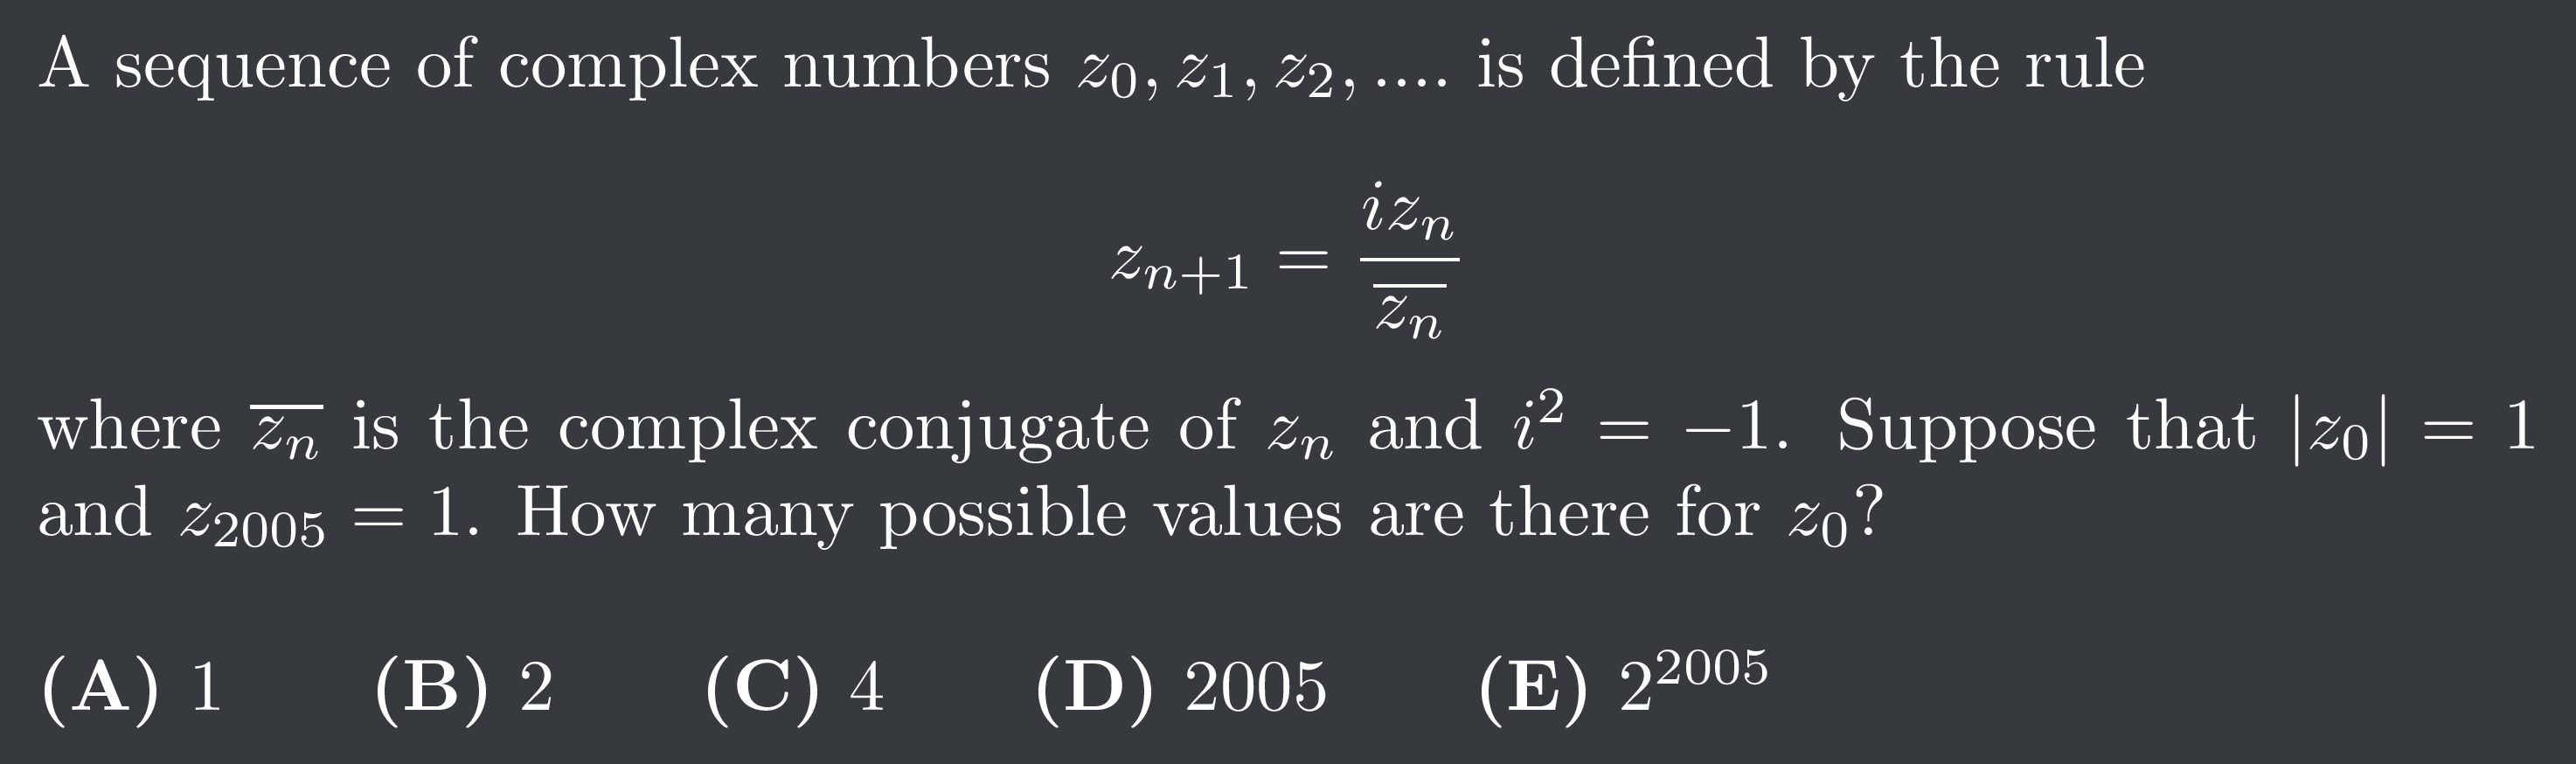 A sequence of complex numbers $z_0, z_1, z_2, ....$ is defined by the rule
$$z_{n+1} = \frac{iz_n}{\overline{z_n}}$$
where $\overline{z_n}$ is the complex conjugate of $z_n$ and $i^2 = -1$. Suppose that $|z_0| = 1$
and $z_{2005} = 1$. How many possible values are there for $z_0$?
(A) 1 (B) 2 (C) 4 (D) 2005 (E) $2^{2005}$